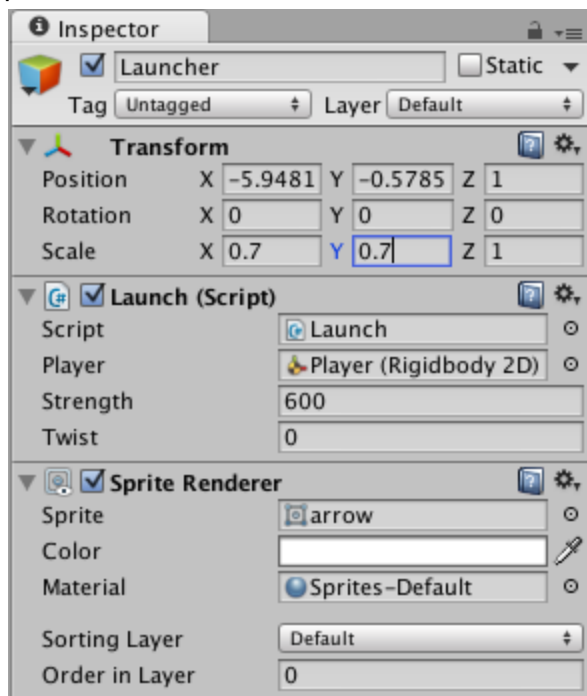 Inspector
Launcher Static
Tag Untagged Layer Default
Transform
Position X -5.9481 Y -0.5785 Z 1
Rotation X 0 Y 0 Z 0
Scale X 0.7 Y 0.7 Z 1
Launch (Script)
Script Launch
Player Player (Rigidbody 2D)
Strength 600
Twist 0
Sprite Renderer
Sprite arrow
Color
Material Sprites-Default
Sorting Layer Default
Order in Layer 0